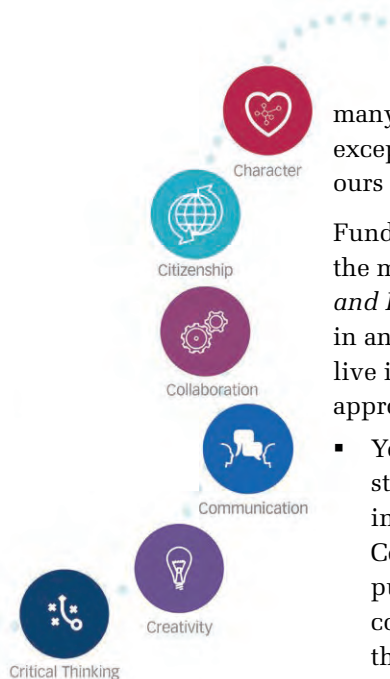 Character
Citizenship
Collaboration
Communication
Creativity
Critical Thinking
many
excep
ours
Fund
the m
and
in an
live i
appro
▪ Yo
st
in
Co
pu
co
th